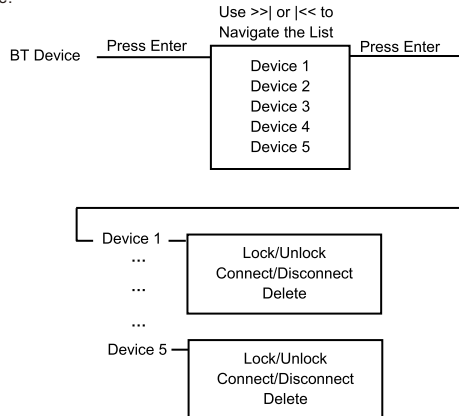 Use >>| or |<< to
Navigate the List
BT Device
Press Enter
Press Enter
Device 1
Device 2
Device 3
Device 4
Device 5
Device 1
...
...
...
Lock/Unlock
Connect/Disconnect
Delete
Device 5
Lock/Unlock
Connect/Disconnect
Delete